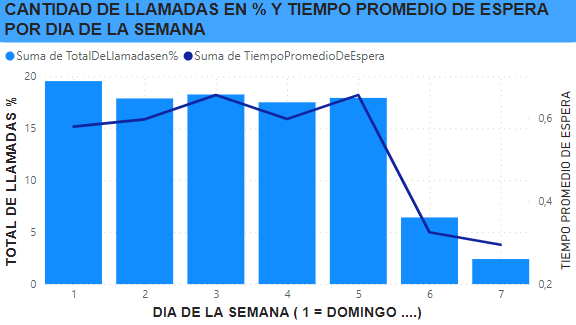 CANTIDAD DE LLAMADAS EN % Y TIEMPO PROMEDIO DE ESPERA
POR DIA DE LA SEMANA
Suma de TotalDeLlamadasen% Suma de TiempoPromedioDeEspera
TOTAL DE LLAMADAS %
20
15
10
5
0
1 2 3 4 5 6 7
DIA DE LA SEMANA ( 1 = DOMINGO ....)
0,6
0,4
0,2
TIEMPO PROMEDIO DE ESPERA